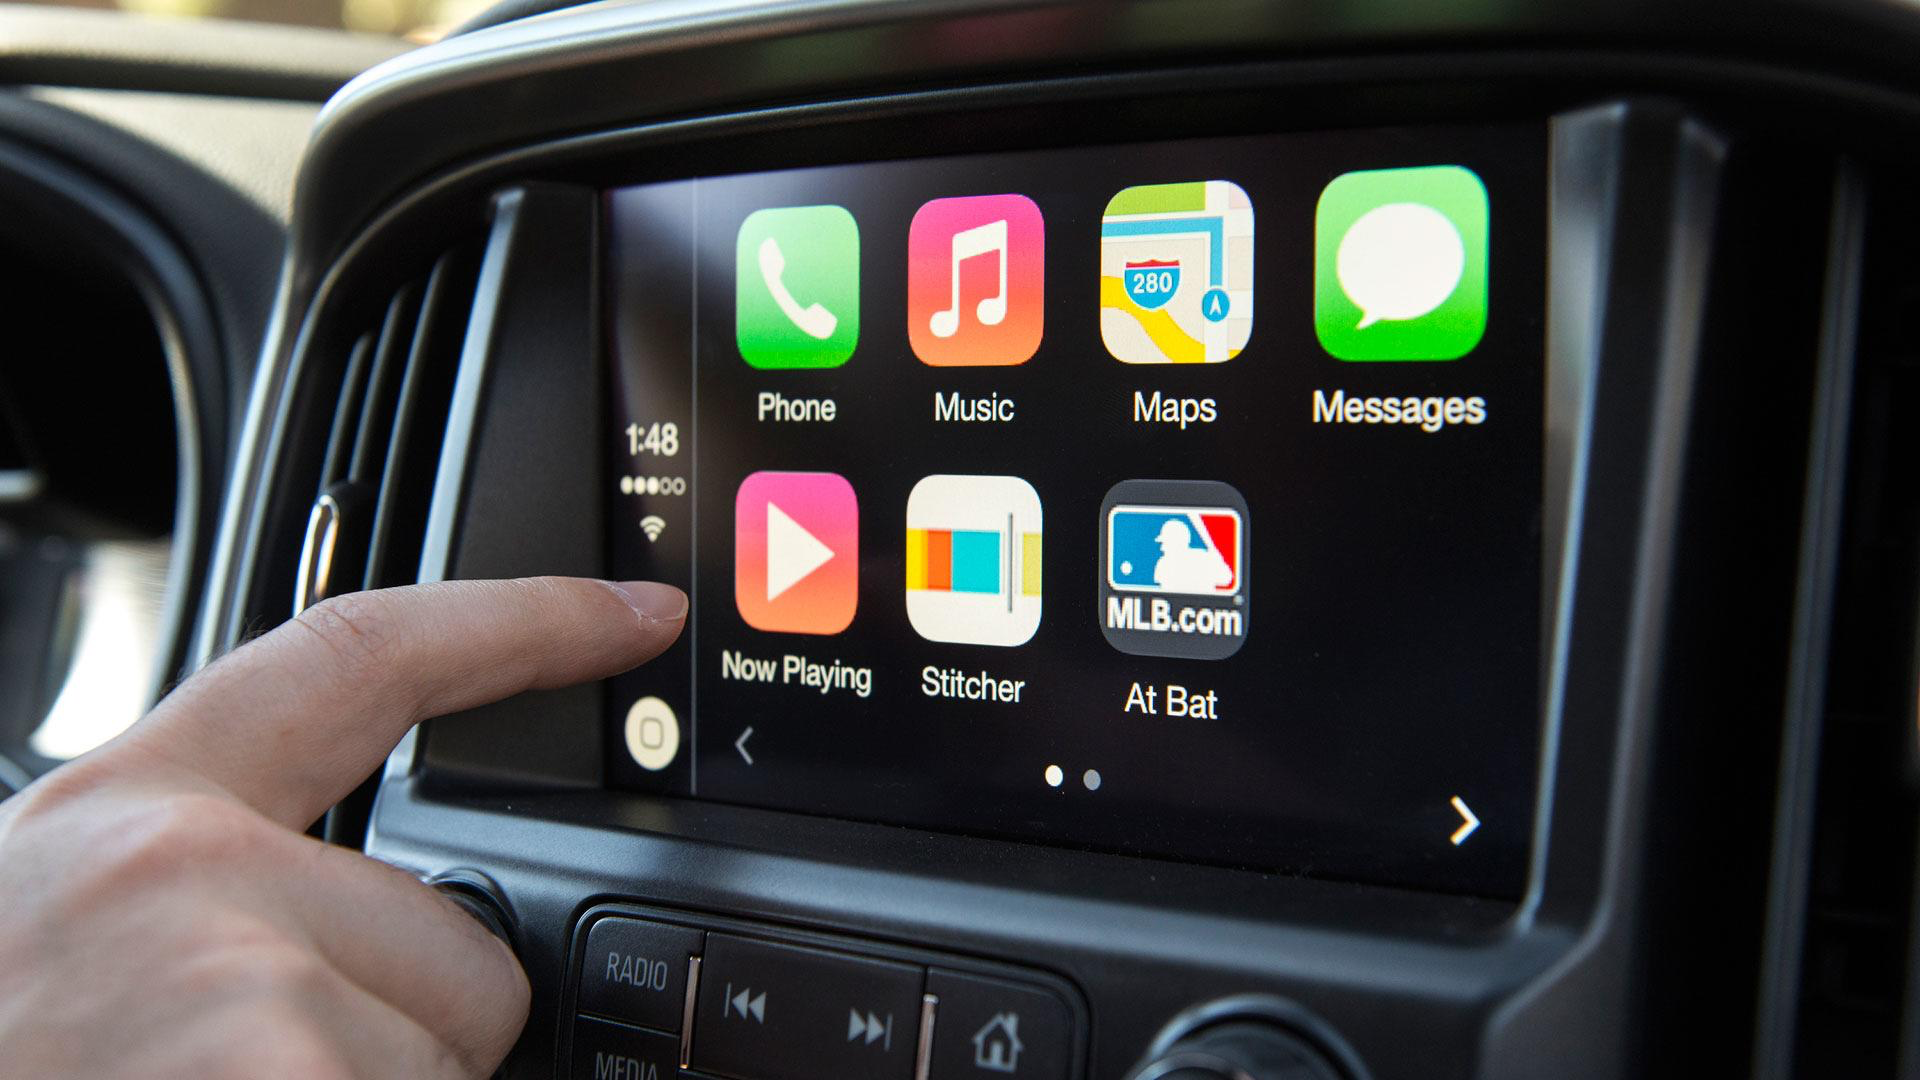 280
Phone
Music
Maps
Messages
1:48
MLB.com
Now Playing
Stitcher
At Bat
RADIO
MEDIA